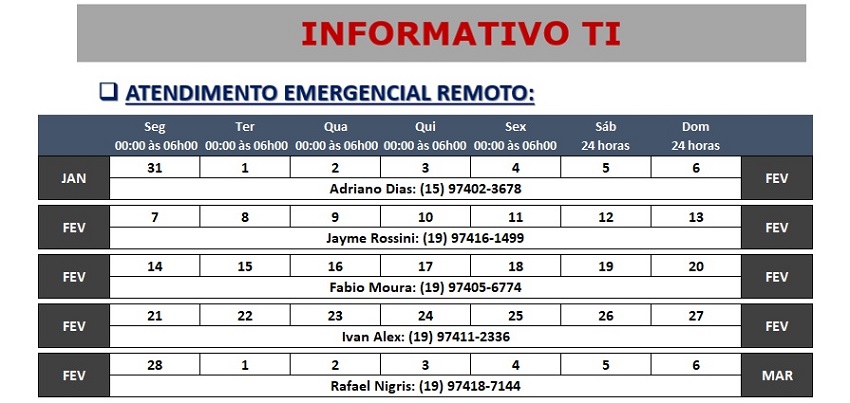 INFORMATIVO TI
ATENDIMENTO EMERGENCIAL REMOTO:
Seg Ter Qua Qui Sex Sáb Dom
00:00 às 06h00 00:00 às 06h00 00:00 às 06h00 00:00 às 06h00 00:00 às 06h00 24 horas 24 horas
31 1 2 3 4 5 6
JAN FEV
Adriano Dias: (15) 97402-3678
7 8 9 10 11 12 13
FEV FEV
Jayme Rossini: (19) 97416-1499
14 15 16 17 18 19 20
FEV FEV
Fabio Moura: (19) 97405-6774
21 22 23 24 25 26 27
FEV FEV
Ivan Alex: (19) 97411-2336
28 1 2 3 4 5 6
FEV MAR
Rafael Nigris: (19) 97418-7144